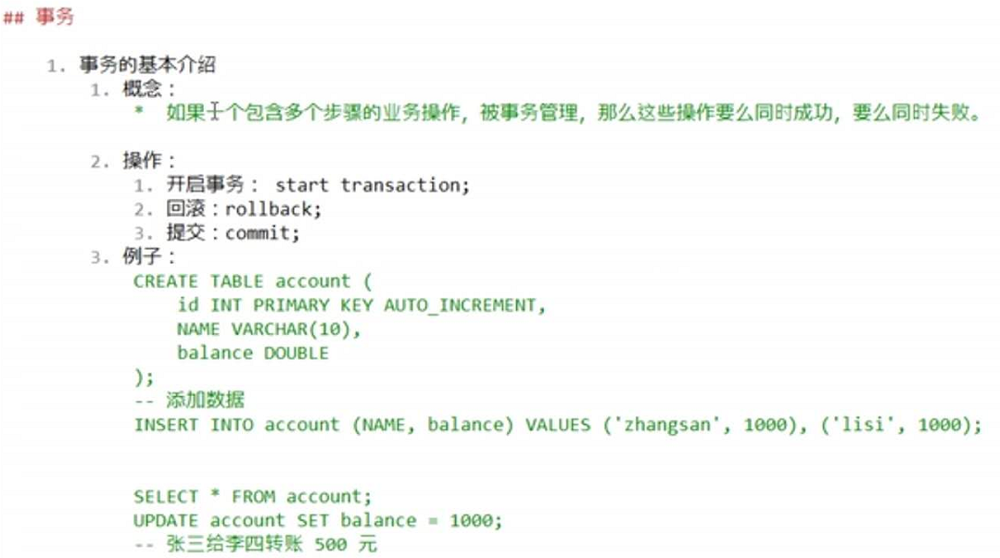 ## 事务
1. 事务的基本介绍
1. 概念：
* 如果一个包含多个步骤的业务操作，被事务管理，那么这些操作要么同时成功，要么同时失败。
2. 操作：
1. 开启事务： start transaction;
2. 回滚：rollback;
3. 提交：commit;
3. 例子：
CREATE TABLE account (
id INT PRIMARY KEY AUTO_INCREMENT,
NAME VARCHAR(10),
balance DOUBLE
);
-- 添加数据
INSERT INTO account (NAME, balance) VALUES ('zhangsan', 1000), ('lisi', 1000);
SELECT * FROM account;
UPDATE account SET balance = 1000;
-- 张三给李四转账 500 元